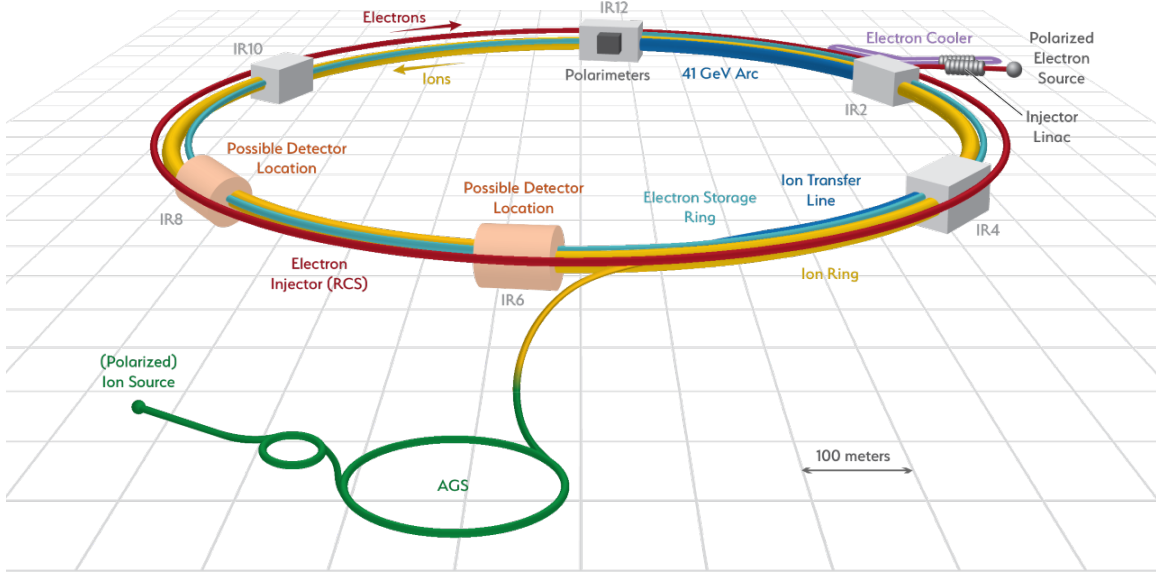 IR12
Electrons
Electron Cooler
Polarized
Electron
Source
IR10
Ions
Polarimeters
41 GeV Arc
IR2
Injector
Linac
Possible Detector
Location
Possible Detector
Location
Ion Transfer
Line
Electron Storage
Ring
IR8
IR4
Electron
Injector (RCS)
Ion Ring
IR6
(Polarized)
Ion Source
100 meters
AGS